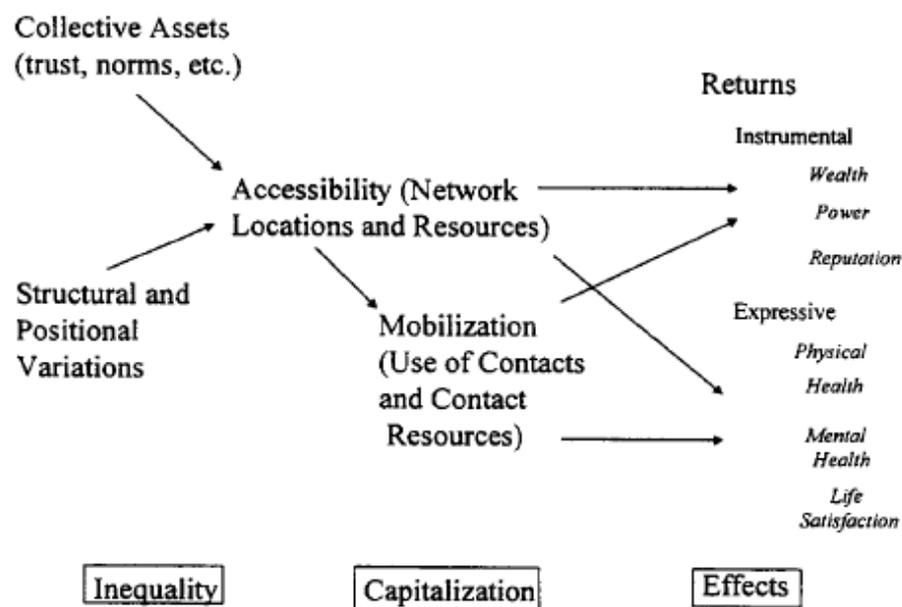 Collective Assets
(trust, norms, etc.)
Returns
Instrumental
Wealth
Accessibility (Network
Locations and Resources)
Power
Reputation
Structural and
Positional
Variations
Mobilization
(Use of Contacts
and Contact
Resources)
Expressive
Physical
Health
Mental
Health
Life
Satisfaction
Inequality
Capitalization
Effects